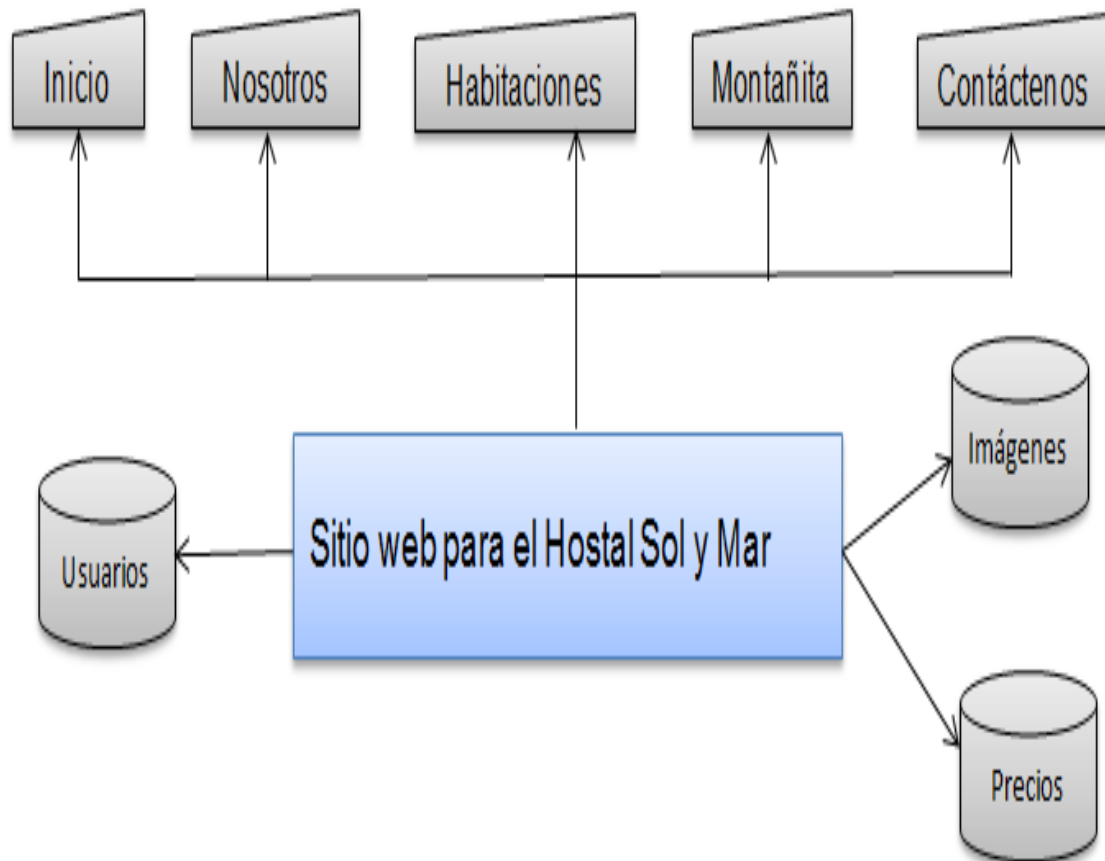 Inicio
Nosotros
Habitaciones
Montañita
Contáctenos
Imágenes
Usuarios
Sitio web para el Hostal Sol y Mar
Precios